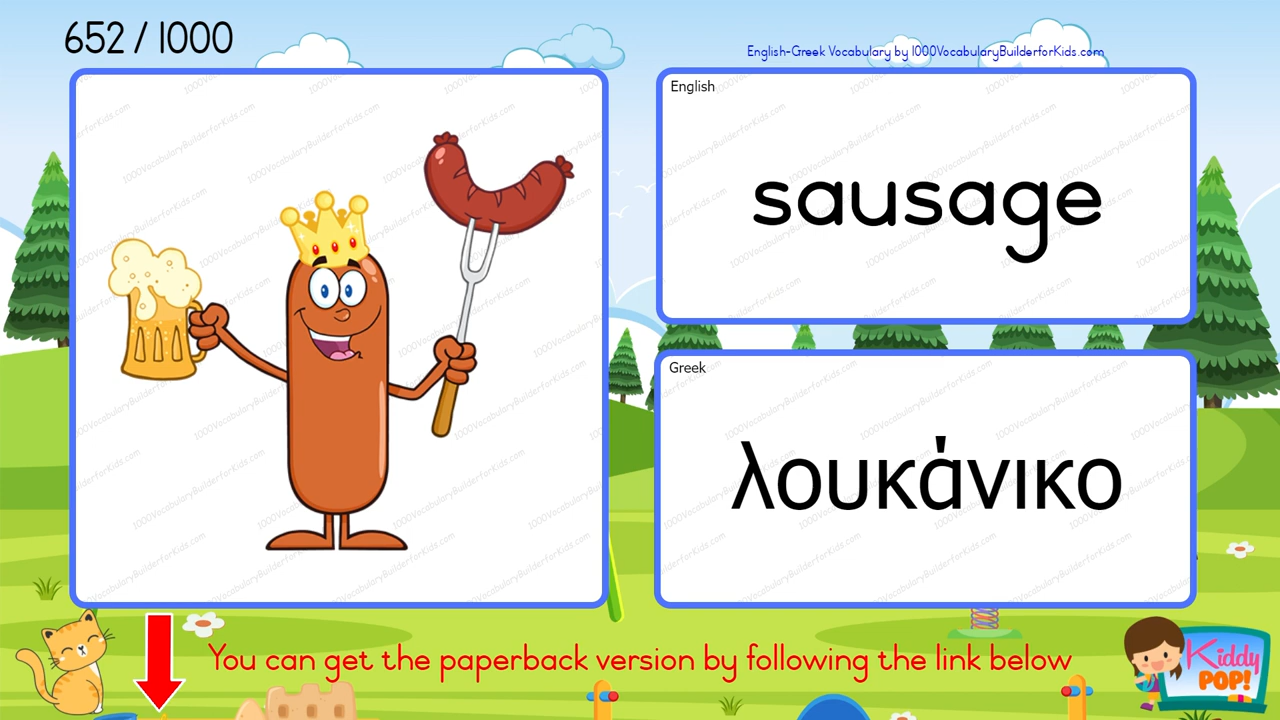 652 / 1000
English-Greek Vocabulary by 1000VocabularyBuilderforKids.com
English
sausage
Greek
λουκάνικο
You can get the paperback version by following the link below
Kiddy
POP!